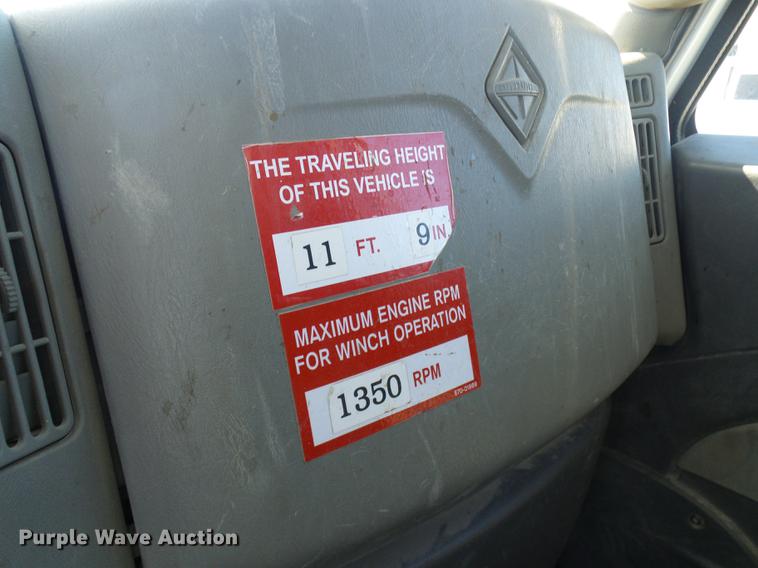 THE TRAVELING HEIGHT
OF THIS VEHICLE IS
11 FT. 9 IN
MAXIMUM ENGINE RPM
FOR WINCH OPERATION
1350 RPM
Purple Wave Auction